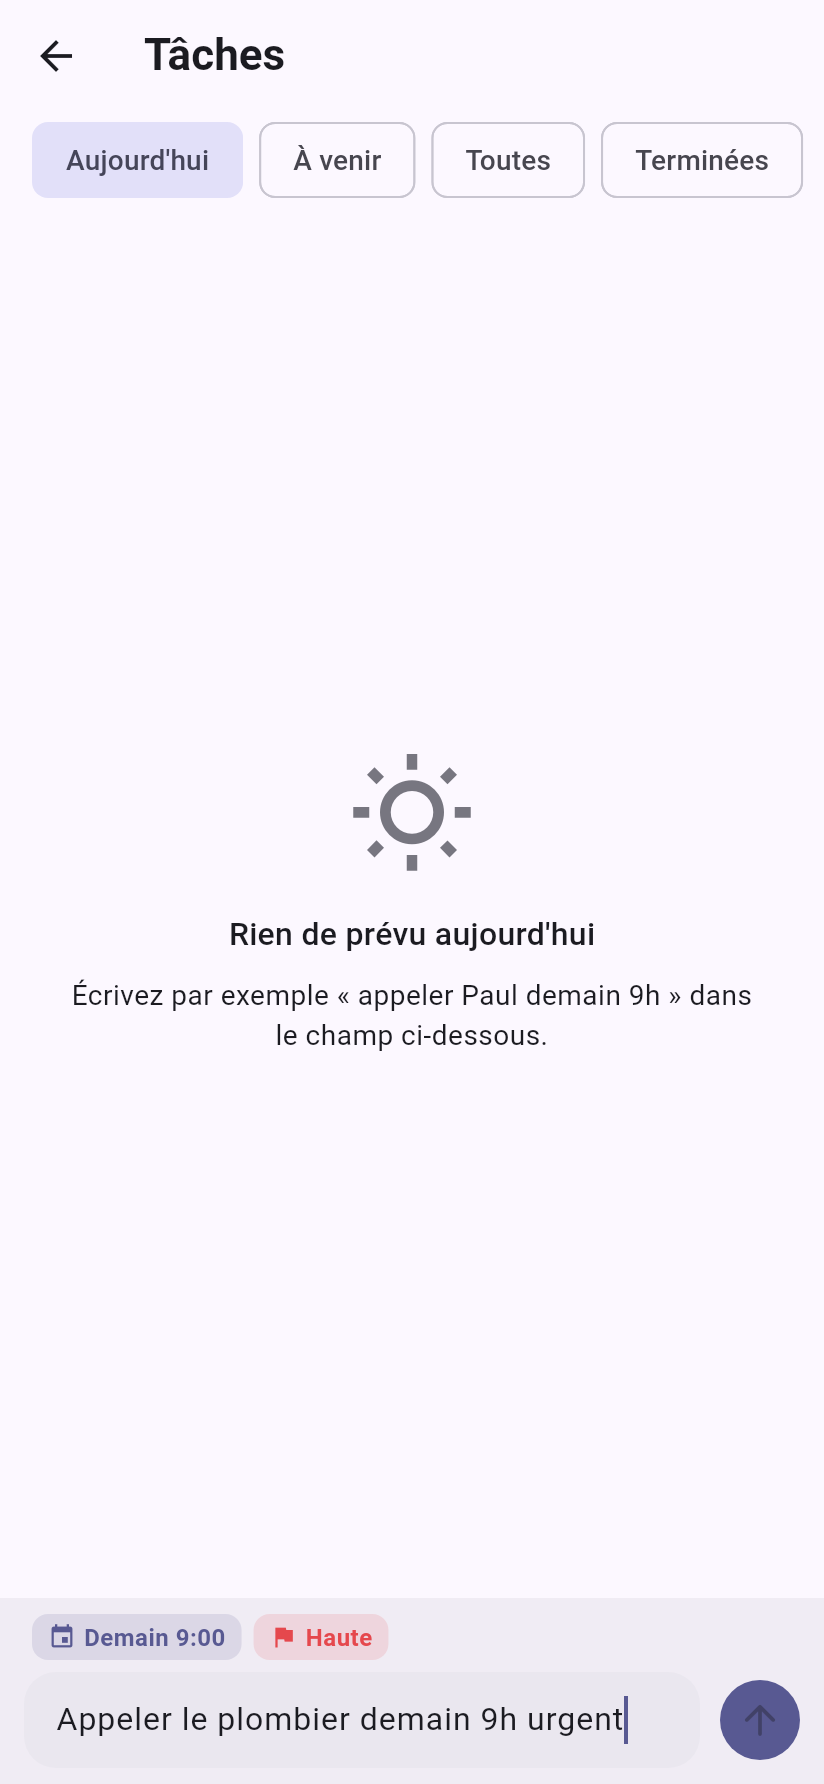 Tâches
Aujourd'hui
À venir
Toutes
Terminées
Rien de prévu aujourd'hui
Écrivez par exemple « appeler Paul demain 9h » dans
le champ ci-dessous.
Demain 9:00
Haute
Appeler le plombier demain 9h urgent